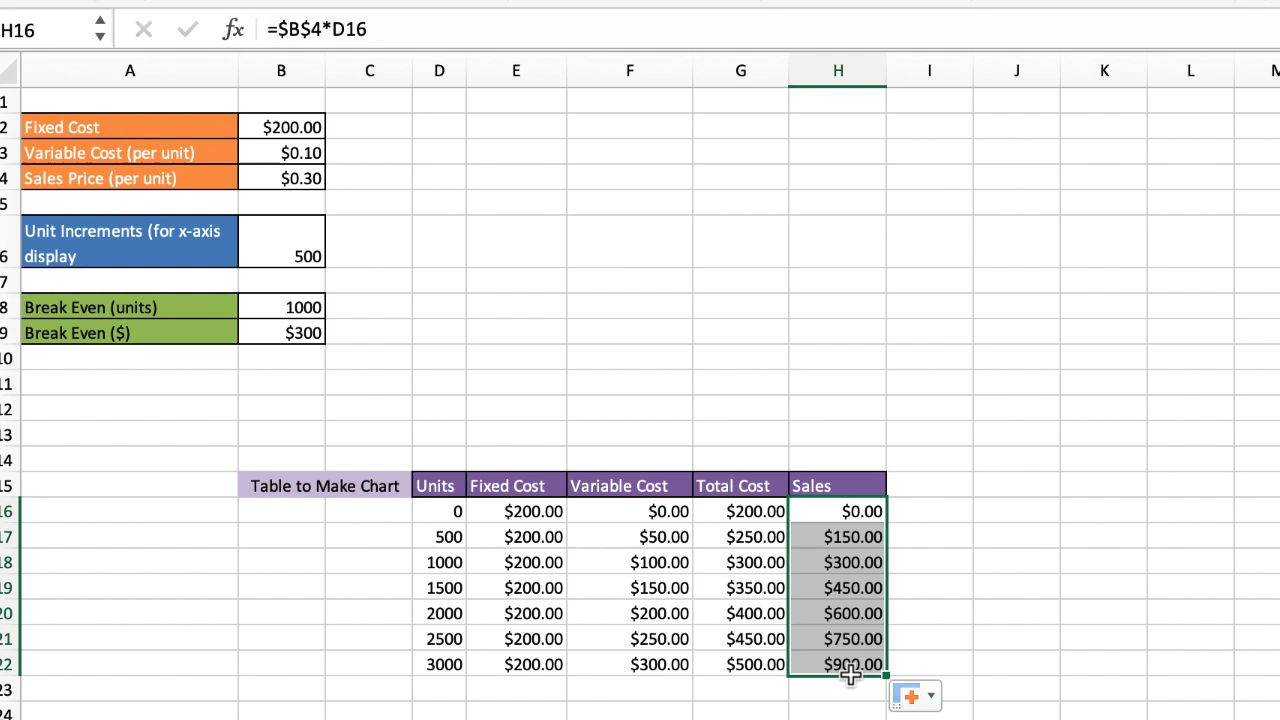 H16 fx =$B$4*D16
A B C D E F G H I J K L M
1
2 Fixed Cost $200.00
3 Variable Cost (per unit) $0.10
4 Sales Price (per unit) $0.30
5
Unit Increments (for x-axis
6 display 500
7
8 Break Even (units) 1000
9 Break Even ($) $300
10
11
12
13
14
15 Table to Make Chart Units Fixed Cost Variable Cost Total Cost Sales
16 0 $200.00 $0.00 $200.00 $0.00
17 500 $200.00 $50.00 $250.00 $150.00
18 1000 $200.00 $100.00 $300.00 $300.00
19 1500 $200.00 $150.00 $350.00 $450.00
20 2000 $200.00 $200.00 $400.00 $600.00
21 2500 $200.00 $250.00 $450.00 $750.00
22 3000 $200.00 $300.00 $500.00 $900.00
23
24